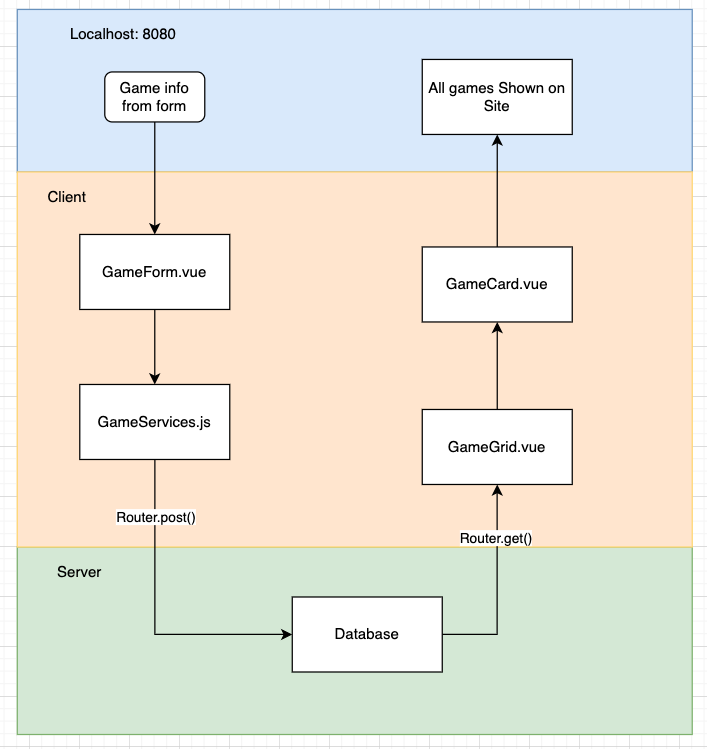 Localhost: 8080
Game info
from form
All games Shown on
Site
Client
GameForm.vue
GameCard.vue
GameServices.js
GameGrid.vue
Router.post()
Router.get()
Server
Database